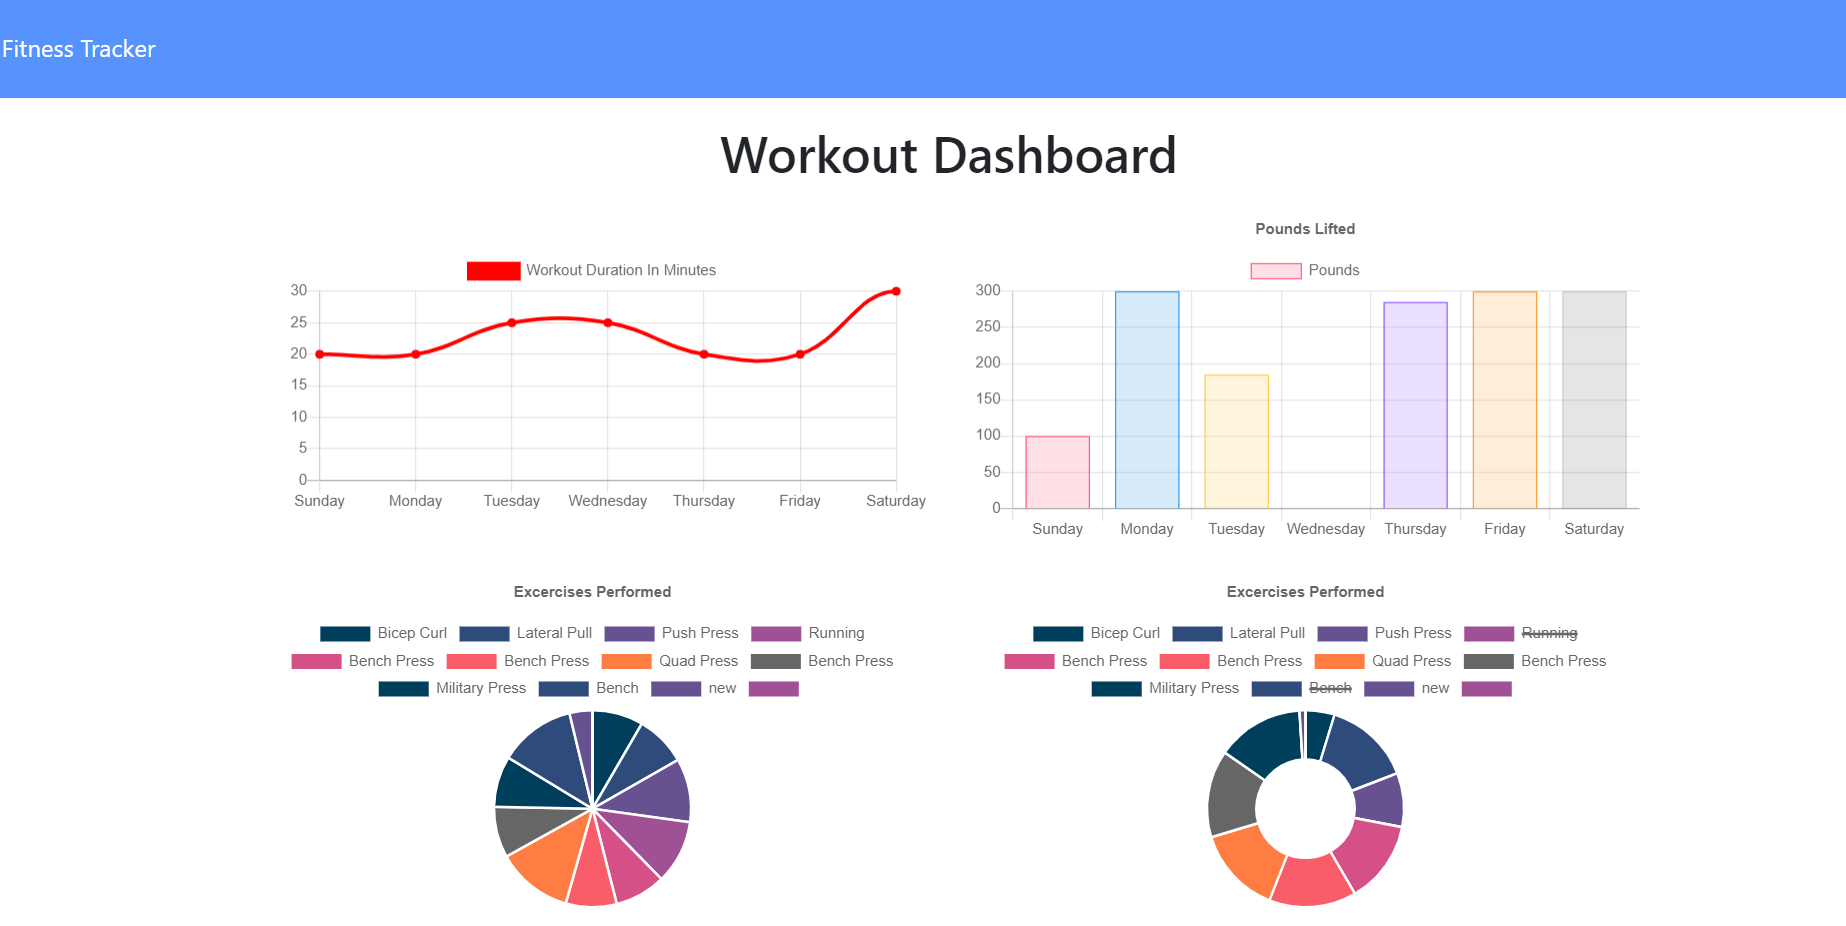 Fitness Tracker
Workout Dashboard
Workout Duration In Minutes
30
25
20
15
10
5
0
Sunday Monday Tuesday Wednesday Thursday Friday Saturday
Pounds Lifted
Pounds
300
250
200
150
100
50
0
Sunday Monday Tuesday Wednesday Thursday Friday Saturday
Excercises Performed
Bicep Curl Lateral Pull Push Press Running
Bench Press Bench Press Quad Press Bench Press
Military Press Bench new
Excercises Performed
Bicep Curl Lateral Pull Push Press Running
Bench Press Bench Press Quad Press Bench Press
Military Press Bench new